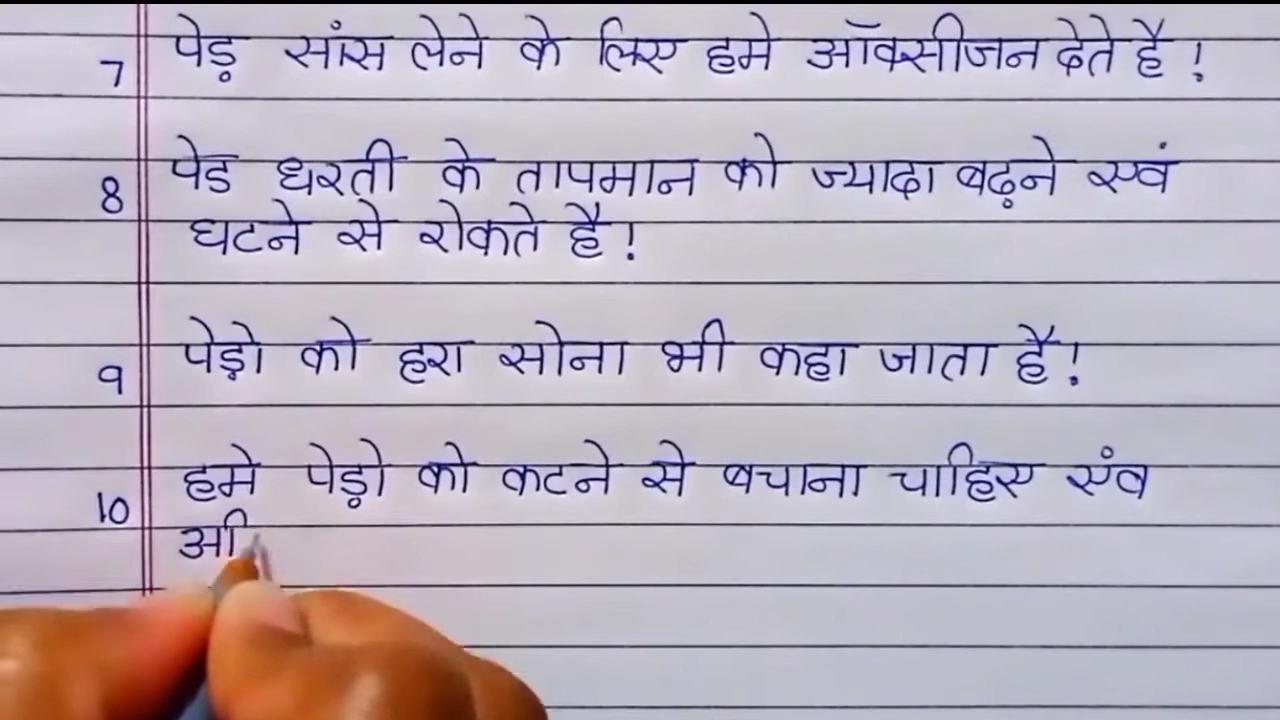 7 पेड़ सांस लेने के लिए हमे ऑक्सीजन देते है !
8 पेड धरती के तापमान को ज्यादा बढ़ने एवं
घटने से रोकते है !
9 पेड़ो को हरा सोना भी कहा जाता है !
10 हमे पेड़ो को कटने से बचाना चाहिए एंव